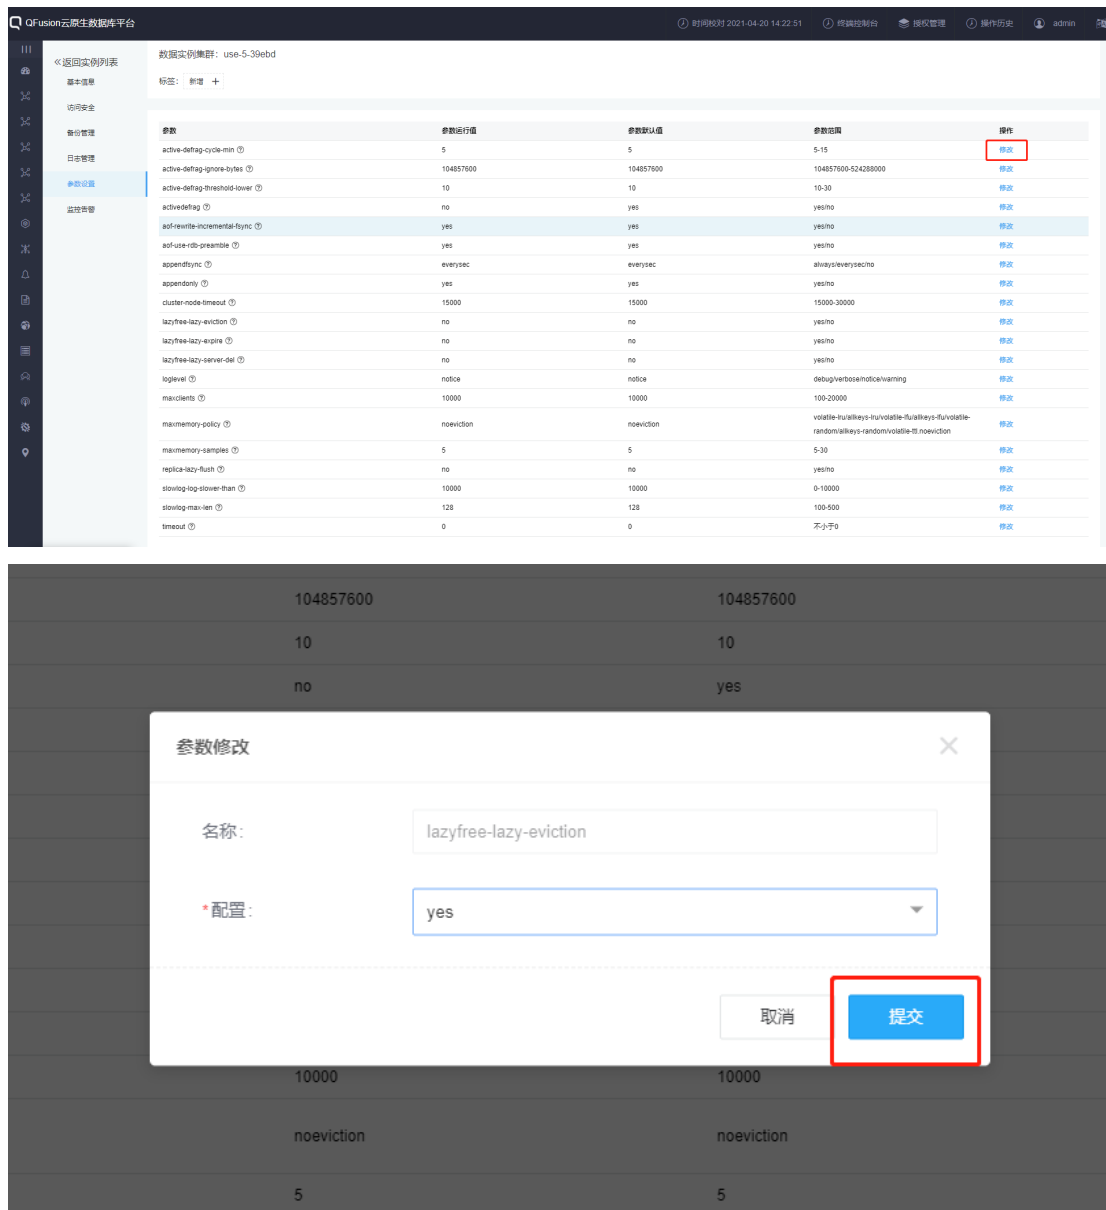 QFusion云原生数据库平台 时间校对 2021-04-20 14:22:51 终端控制台 授权管理 操作历史 admin
«返回实例列表
基本信息
访问安全
备份管理
日志管理
参数设置
监控告警
数据实例集群: use-5-39ebd
标签: 新增 +
参数 参数运行值 参数默认值 参数范围 操作
active-defrag-cycle-min 5 5 5-15 修改
active-defrag-ignore-bytes 104857600 104857600 104857600-524288000 修改
active-defrag-threshold-lower 10 10 10-30 修改
activedefrag no yes yes/no 修改
aof-rewrite-incremental-fsync yes yes yes/no 修改
aof-use-rdb-preamble yes yes yes/no 修改
appendfsync everysec everysec always/everysec/no 修改
appendonly yes yes yes/no 修改
cluster-node-timeout 15000 15000 15000-30000 修改
lazyfree-lazy-eviction no no yes/no 修改
lazyfree-lazy-expire no no yes/no 修改
lazyfree-lazy-server-del no no yes/no 修改
loglevel notice notice debug/verbose/notice/warning 修改
maxclients 10000 10000 100-20000 修改
maxmemory-policy noeviction noeviction volatile-lru/allkeys-lru/volatile-lfu/allkeys-lfu/volatile-
random/allkeys-random/volatile-ttl.noeviction 修改
maxmemory-samples 5 5 5-30 修改
replica-lazy-flush no no yes/no 修改
slowlog-log-slower-than 10000 10000 0-10000 修改
slowlog-max-len 128 128 100-500 修改
timeout 0 0 不小于0 修改
104857600 104857600
10 10
no yes
参数修改
名称: lazyfree-lazy-eviction
*配置: yes
取消 提交
10000 10000
noeviction noeviction
5 5